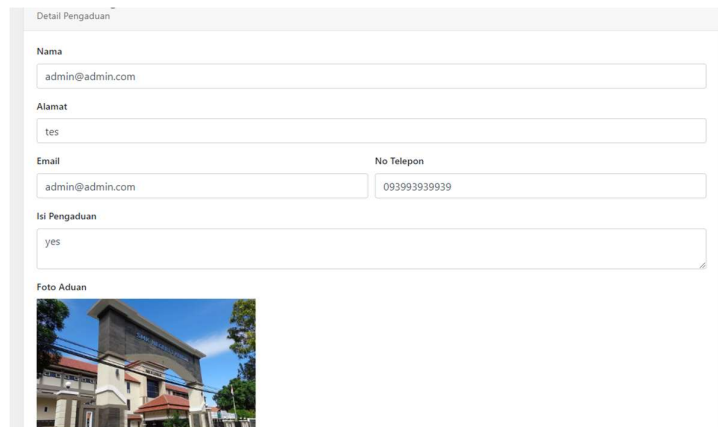 Detail Pengaduan
Nama
admin@admin.com
Alamat
tes
Email
No Telepon
admin@admin.com
093993939939
Isi Pengaduan
yes
Foto Aduan